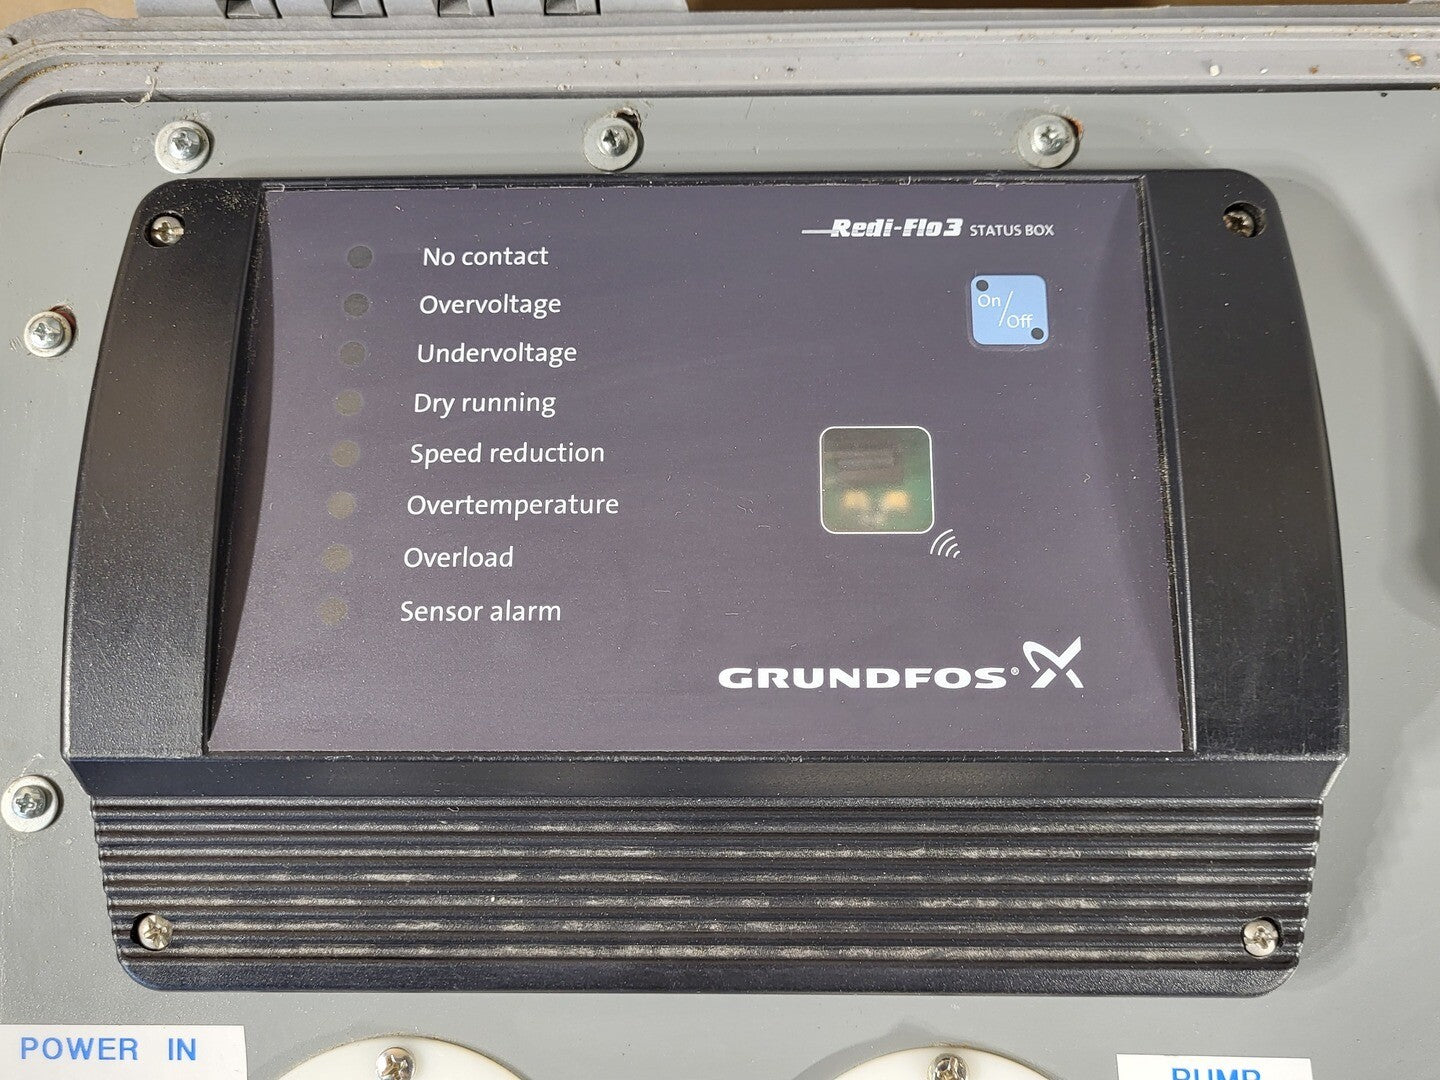 Redi-Flo3 STATUS BOX
No contact
Overvoltage
Undervoltage
Dry running
Speed reduction
Overtemperature
Overload
Sensor alarm
On/Off
GRUNDFOS®
POWER IN
PUMP